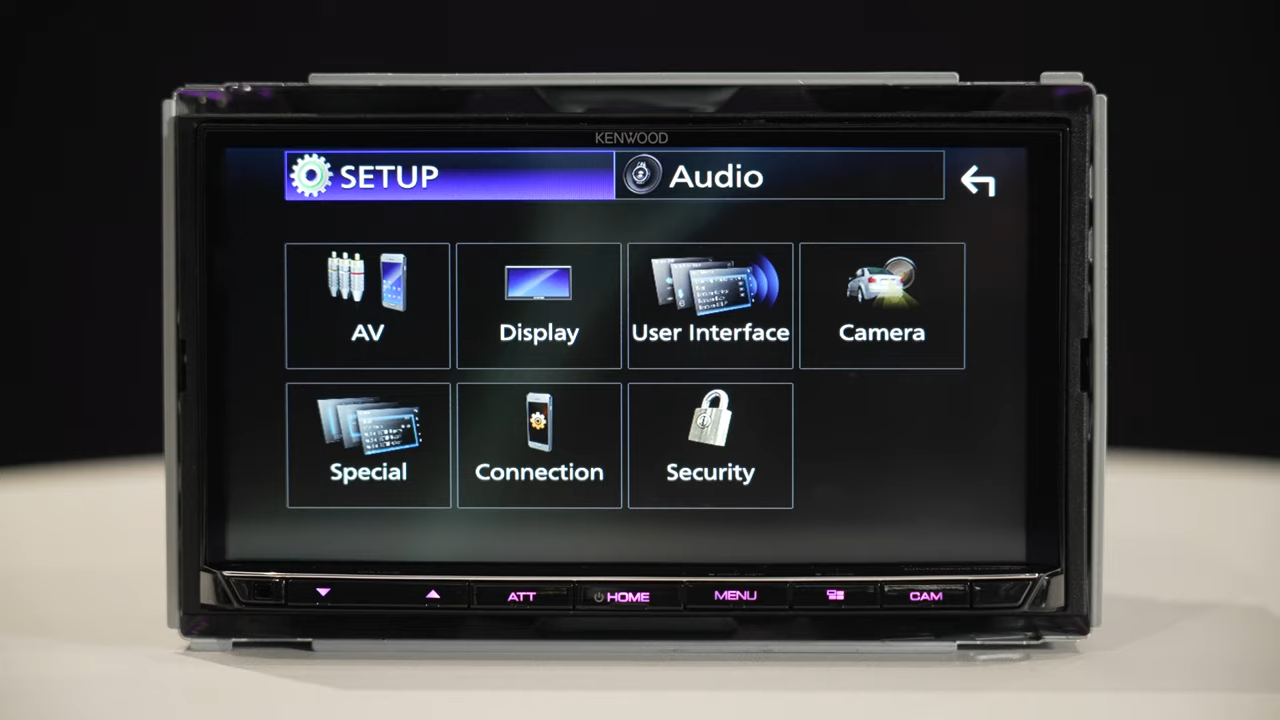 KENWOOD
SETUP
Audio
AV
Display
User Interface
Camera
Special
Connection
Security
ATT
HOME
MENU
CAM